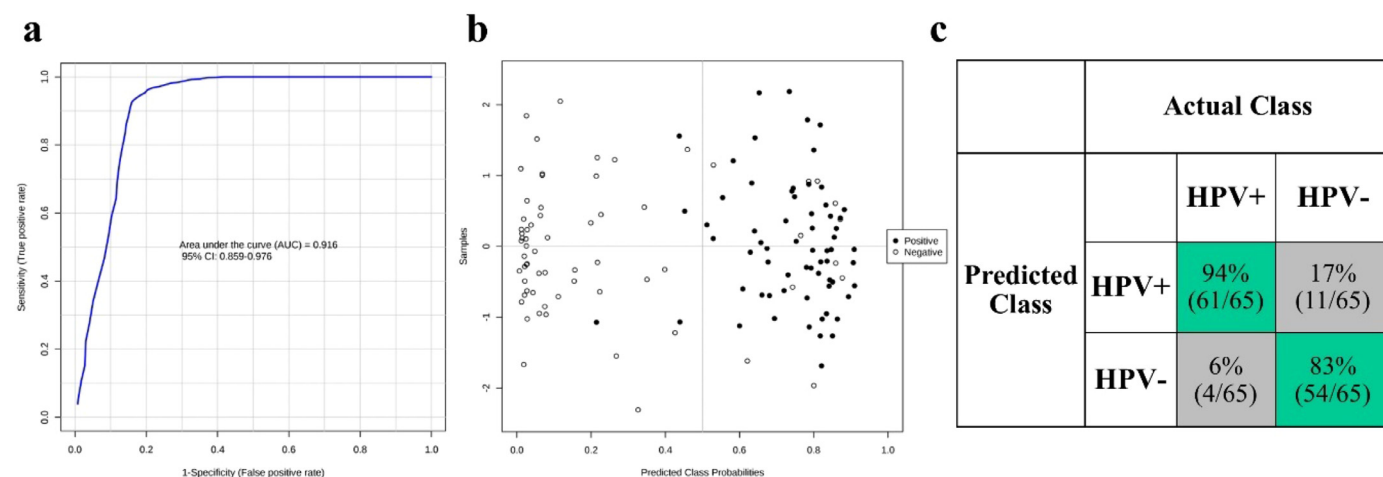 a
1.0
0.8
0.6
0.4
0.2
0.0
Sensitivity (True positive rate)
Area under the curve (AUC) = 0.916
95% CI: 0.859-0.976
0.0 0.2 0.4 0.6 0.8 1.0
1-Specificity (False positive rate)
b
2
1
0
-1
-2
Samples
Positive
Negative
0.0 0.2 0.4 0.6 0.8 1.0
Predicted Class Probabilities
c
Actual Class
HPV+ HPV-
Predicted
Class
HPV+
94%
(61/65)
17%
(11/65)
HPV-
6%
(4/65)
83%
(54/65)